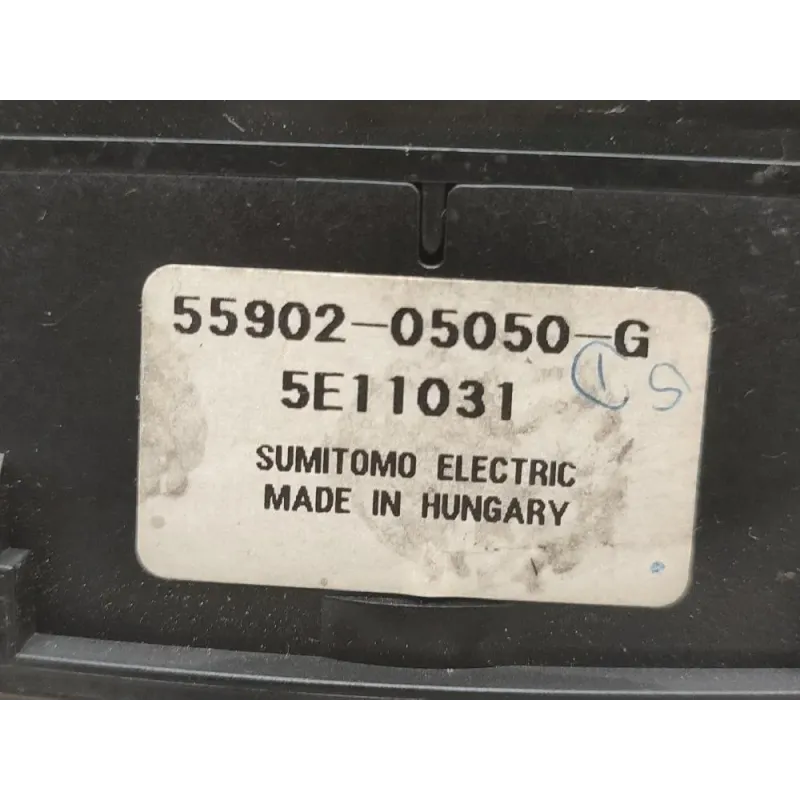 55902-05050-G
5E11031
SUMITOMO ELECTRIC
MADE IN HUNGARY